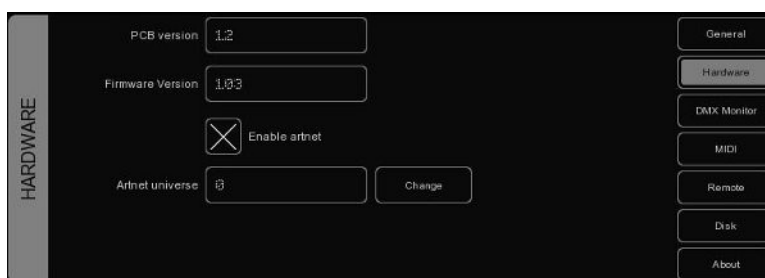 HARDWARE
PCB version 1.2
Firmware Version 1.03
Enable artnet
Artnet universe 0 Change
General
Hardware
DMX Monitor
MIDI
Remote
Disk
About